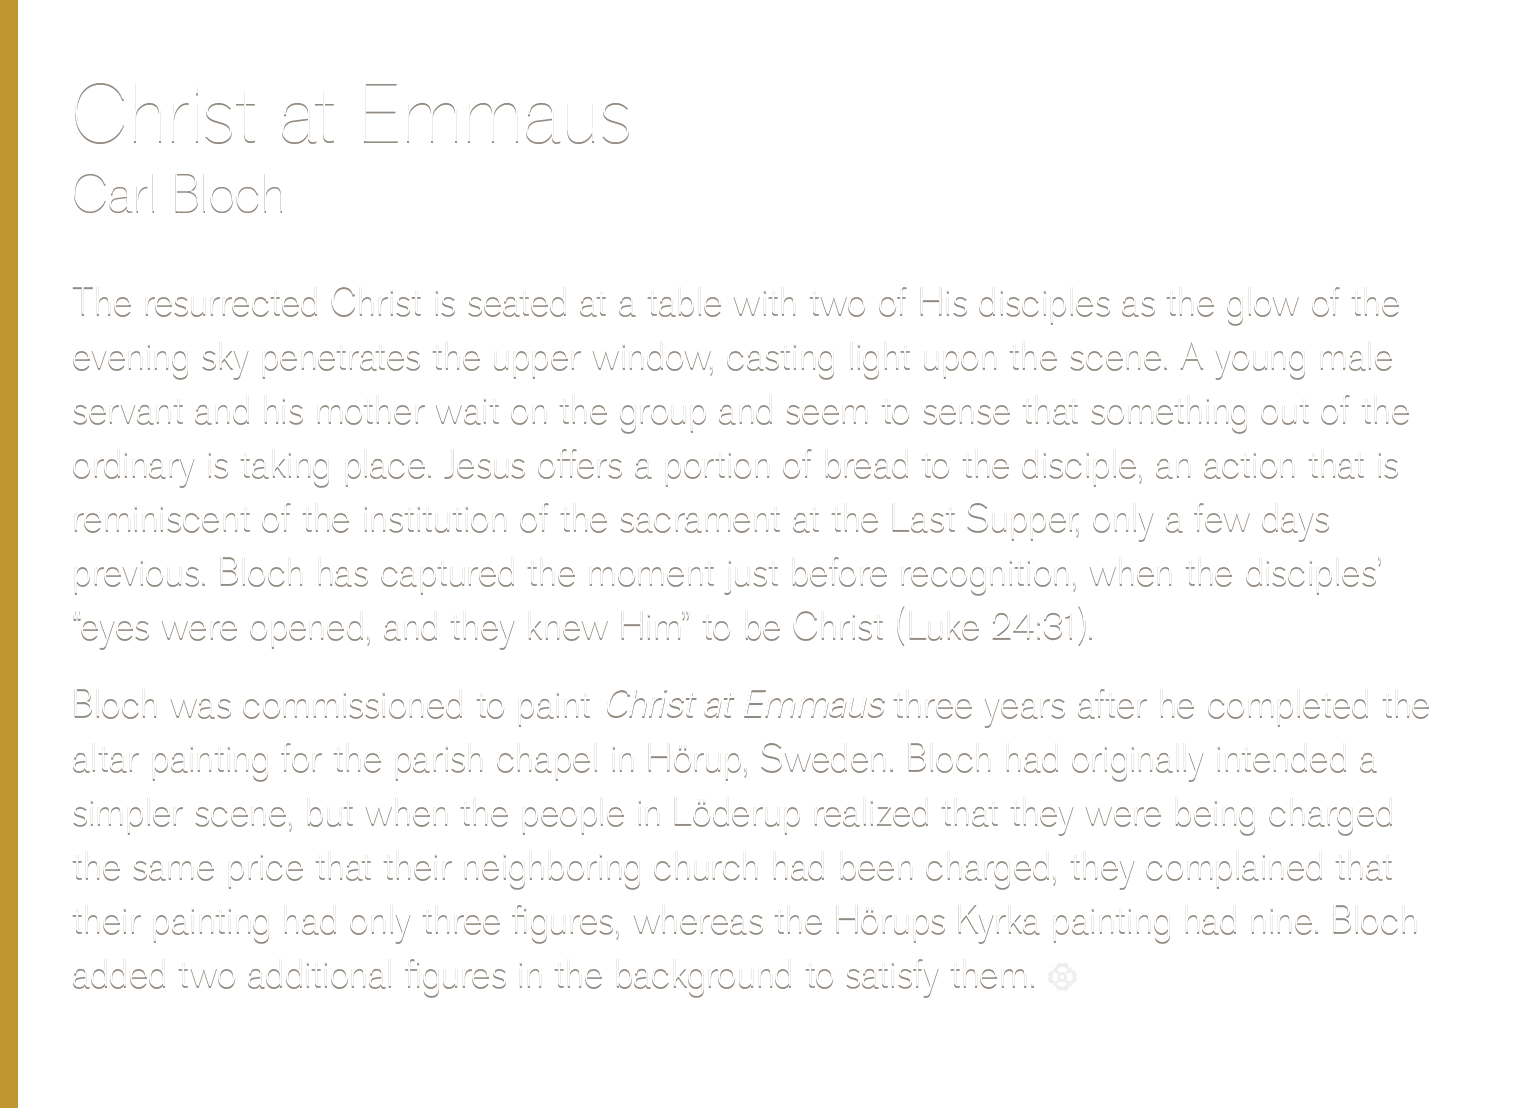 Christ at Emmaus
Carl Bloch
The resurrected Christ is seated at a table with two of His disciples as the glow of the
evening sky penetrates the upper window, casting light upon the scene. A young male
servant and his mother wait on the group and seem to sense that something out of the
ordinary is taking place. Jesus offers a portion of bread to the disciple, an action that is
reminiscent of the institution of the sacrament at the Last Supper, only a few days
previous. Bloch has captured the moment just before recognition, when the disciples’
“eyes were opened, and they knew Him” to be Christ (Luke 24:31).
Bloch was commissioned to paint Christ at Emmaus three years after he completed the
altar painting for the parish chapel in Hörup, Sweden. Bloch had originally intended a
simpler scene, but when the people in Löderup realized that they were being charged
the same price that their neighboring church had been charged, they complained that
their painting had only three figures, whereas the Hörups Kyrka painting had nine. Bloch
added two additional figures in the background to satisfy them.